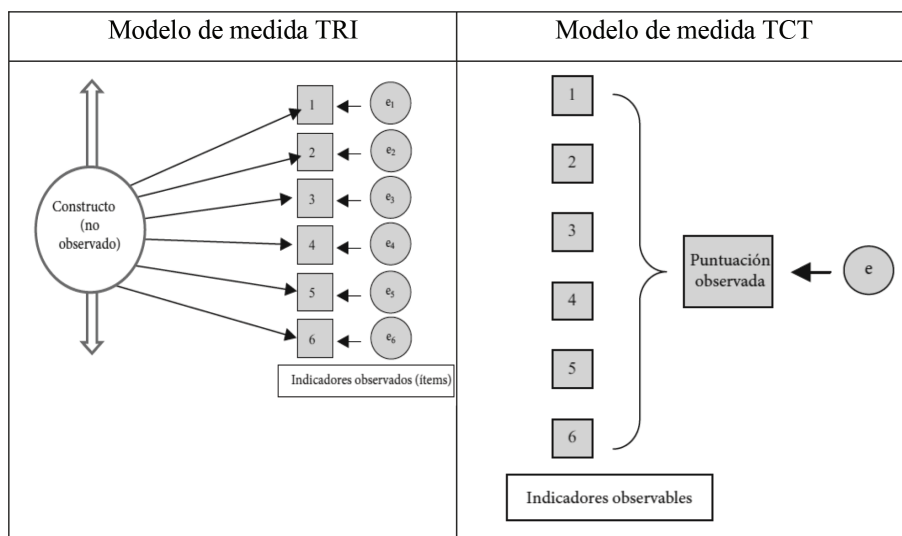 Modelo de medida TRI
Constructo
(no
observado)
1
e₁
2
e₂
3
e₃
4
e₄
5
e₅
6
e₆
Indicadores observados (ítems)
Modelo de medida TCT
1
2
3
4
5
6
Puntuación
observada
e
Indicadores observables